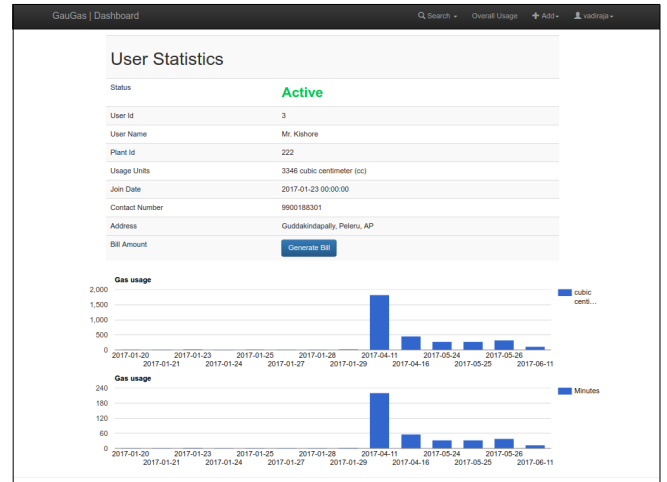 GauGas | Dashboard Search Overall Usage Add vadiraja
User Statistics
Status Active
User Id 3
User Name Mr. Kishore
Plant Id 222
Usage Units 3346 cubic centimeter (cc)
Join Date 2017-01-23 00:00:00
Contact Number 9900188301
Address Guddakindapally, Peleru, AP
Bill Amount Generate Bill
Gas usage
2,000
1,500
1,000
500
0
cubic
centi...
2017-01-20 2017-01-23 2017-01-25 2017-01-28 2017-04-11 2017-05-24 2017-05-26
2017-01-21 2017-01-24 2017-01-27 2017-01-29 2017-04-16 2017-05-25 2017-06-11
Gas usage
240
180
120
60
0
Minutes
2017-01-20 2017-01-23 2017-01-25 2017-01-28 2017-04-11 2017-05-24 2017-05-26
2017-01-21 2017-01-24 2017-01-27 2017-01-29 2017-04-16 2017-05-25 2017-06-11